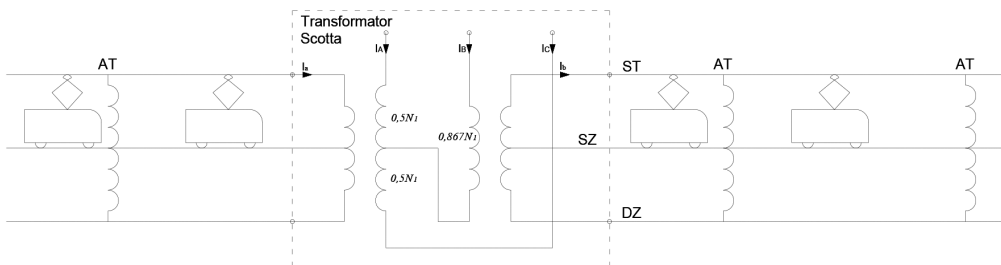 Transformator
Scotta
IA
IB
IC
AT
Ia
Ib
ST
AT
AT
0,5N1
0,867N1
SZ
0,5N1
DZ